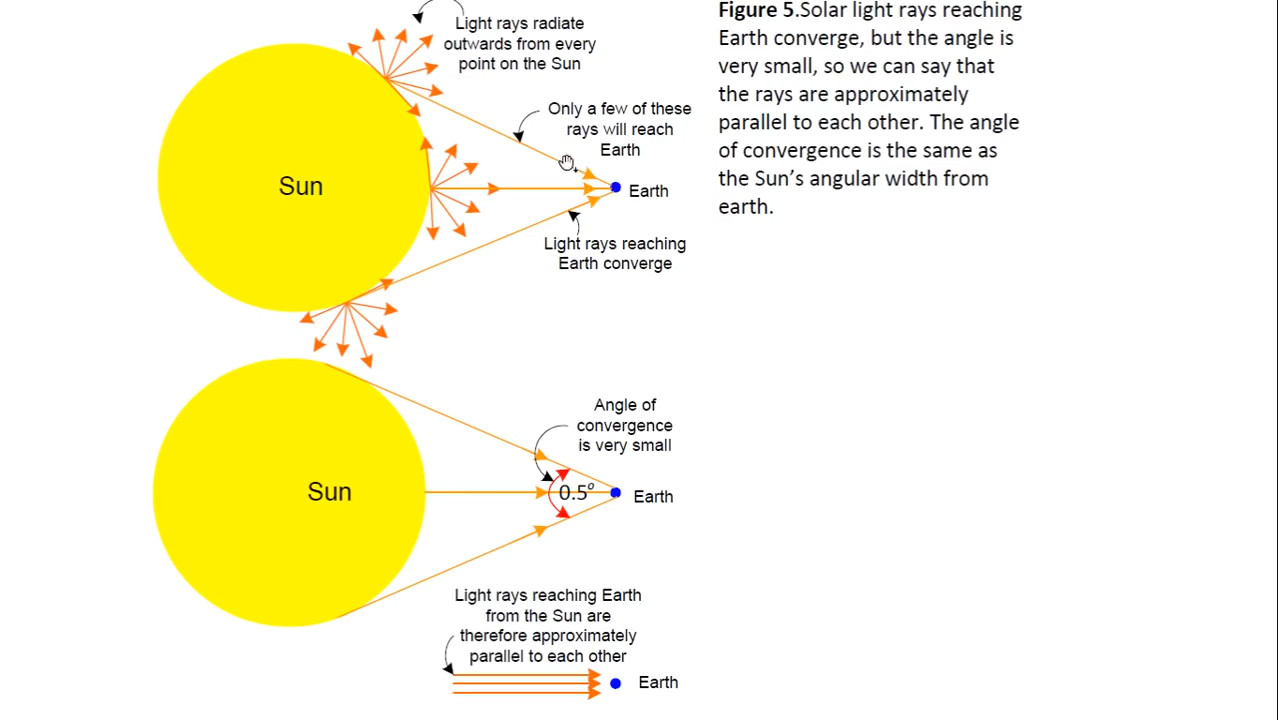 Light rays radiate
outwards from every
point on the Sun
Only a few of these
rays will reach
Earth
Sun
Earth
Light rays reaching
Earth converge
Figure 5.Solar light rays reaching
Earth converge, but the angle is
very small, so we can say that
the rays are approximately
parallel to each other. The angle
of convergence is the same as
the Sun’s angular width from
earth.
Angle of
convergence
is very small
Sun
0.5º
Earth
Light rays reaching Earth
from the Sun are
therefore approximately
parallel to each other
Earth